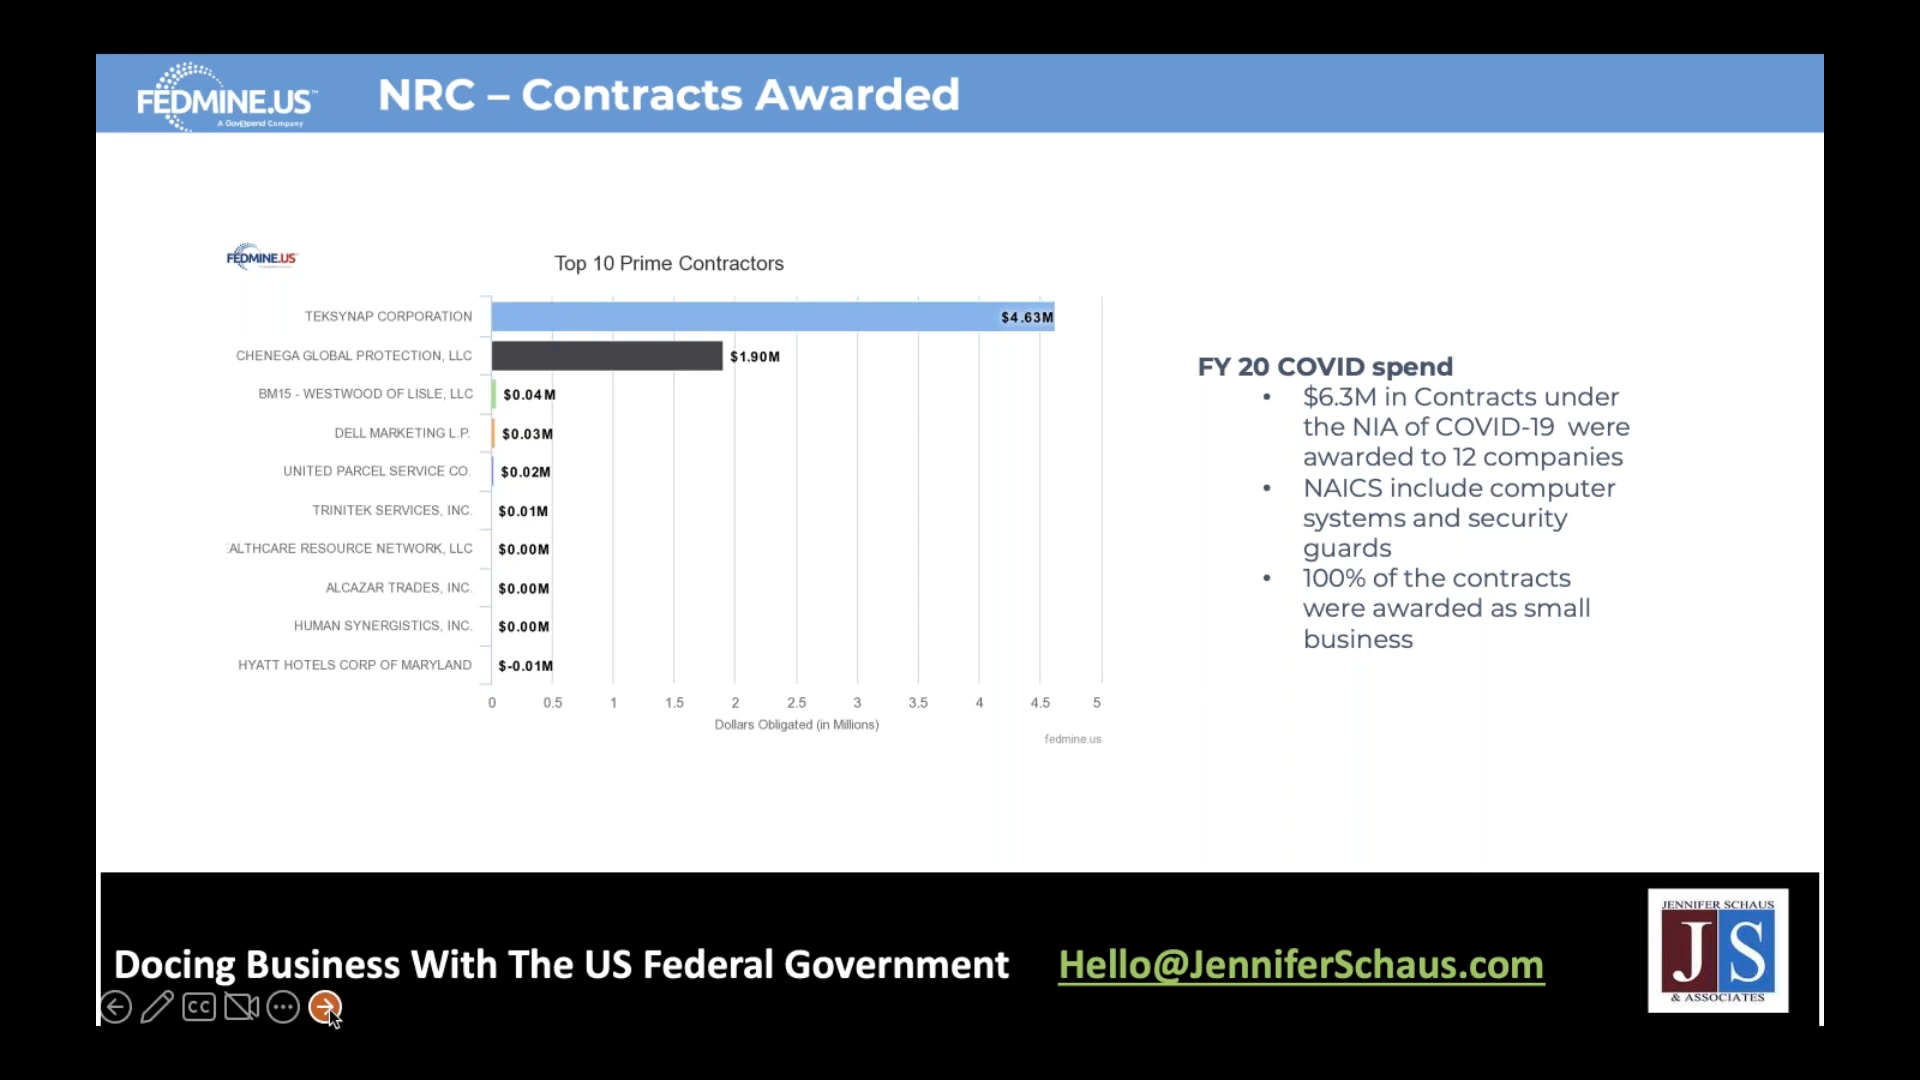 FEDMINE.US™
A GovSpend Company
NRC – Contracts Awarded
FEDMINE.US
Top 10 Prime Contractors
TEKSYNAP CORPORATION $4.63M
CHENEGA GLOBAL PROTECTION, LLC $1.90M
BM15 - WESTWOOD OF LISLE, LLC $0.04M
DELL MARKETING L.P. $0.03M
UNITED PARCEL SERVICE CO. $0.02M
TRINITEK SERVICES, INC. $0.01M
ALTHCARE RESOURCE NETWORK, LLC $0.00M
ALCAZAR TRADES, INC. $0.00M
HUMAN SYNERGISTICS, INC. $0.00M
HYATT HOTELS CORP OF MARYLAND $-0.01M
0 0.5 1 1.5 2 2.5 3 3.5 4 4.5 5
Dollars Obligated (in Millions)
fedmine.us
FY 20 COVID spend
• $6.3M in Contracts under
the NIA of COVID-19 were
awarded to 12 companies
• NAICS include computer
systems and security
guards
• 100% of the contracts
were awarded as small
business
Docing Business With The US Federal Government
Hello@JenniferSchaus.com
JENNIFER SCHAUS
JS
& ASSOCIATES
CC